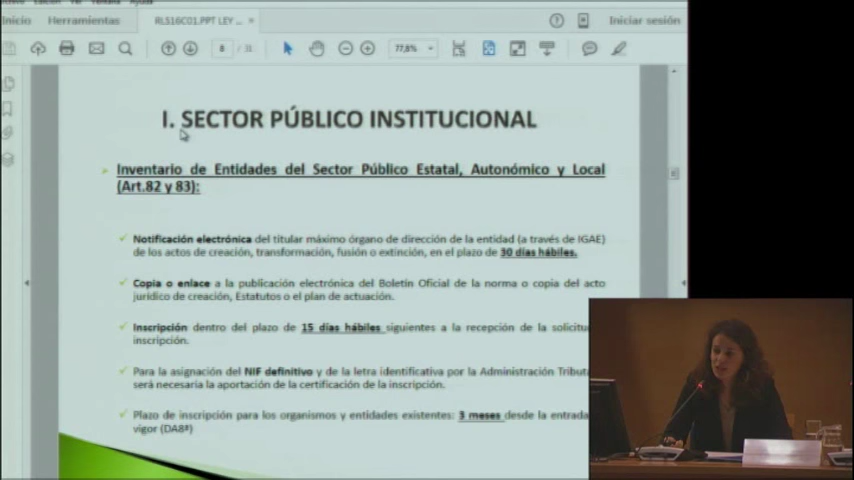 Inicio Herramientas RLS16C01.PPT LEY ... × Iniciar sesión
8 / 31 77,8%
I. SECTOR PÚBLICO INSTITUCIONAL
Inventario de Entidades del Sector Público Estatal, Autonómico y Local
(Art.82 y 83):
Notificación electrónica del titular máximo órgano de dirección de la entidad (a través de IGAE)
de los actos de creación, transformación, fusión o extinción, en el plazo de 30 días hábiles.
Copia o enlace a la publicación electrónica del Boletín Oficial de la norma o copia del acto
jurídico de creación, Estatutos o el plan de actuación.
Inscripción dentro del plazo de 15 días hábiles siguientes a la recepción de la solicitu
inscripción.
Para la asignación del NIF definitivo y de la letra identificativa por la Administración Tributa
será necesaria la aportación de la certificación de la inscripción.
Plazo de inscripción para los organismos y entidades existentes: 3 meses desde la entrada
vigor (DA8ª)